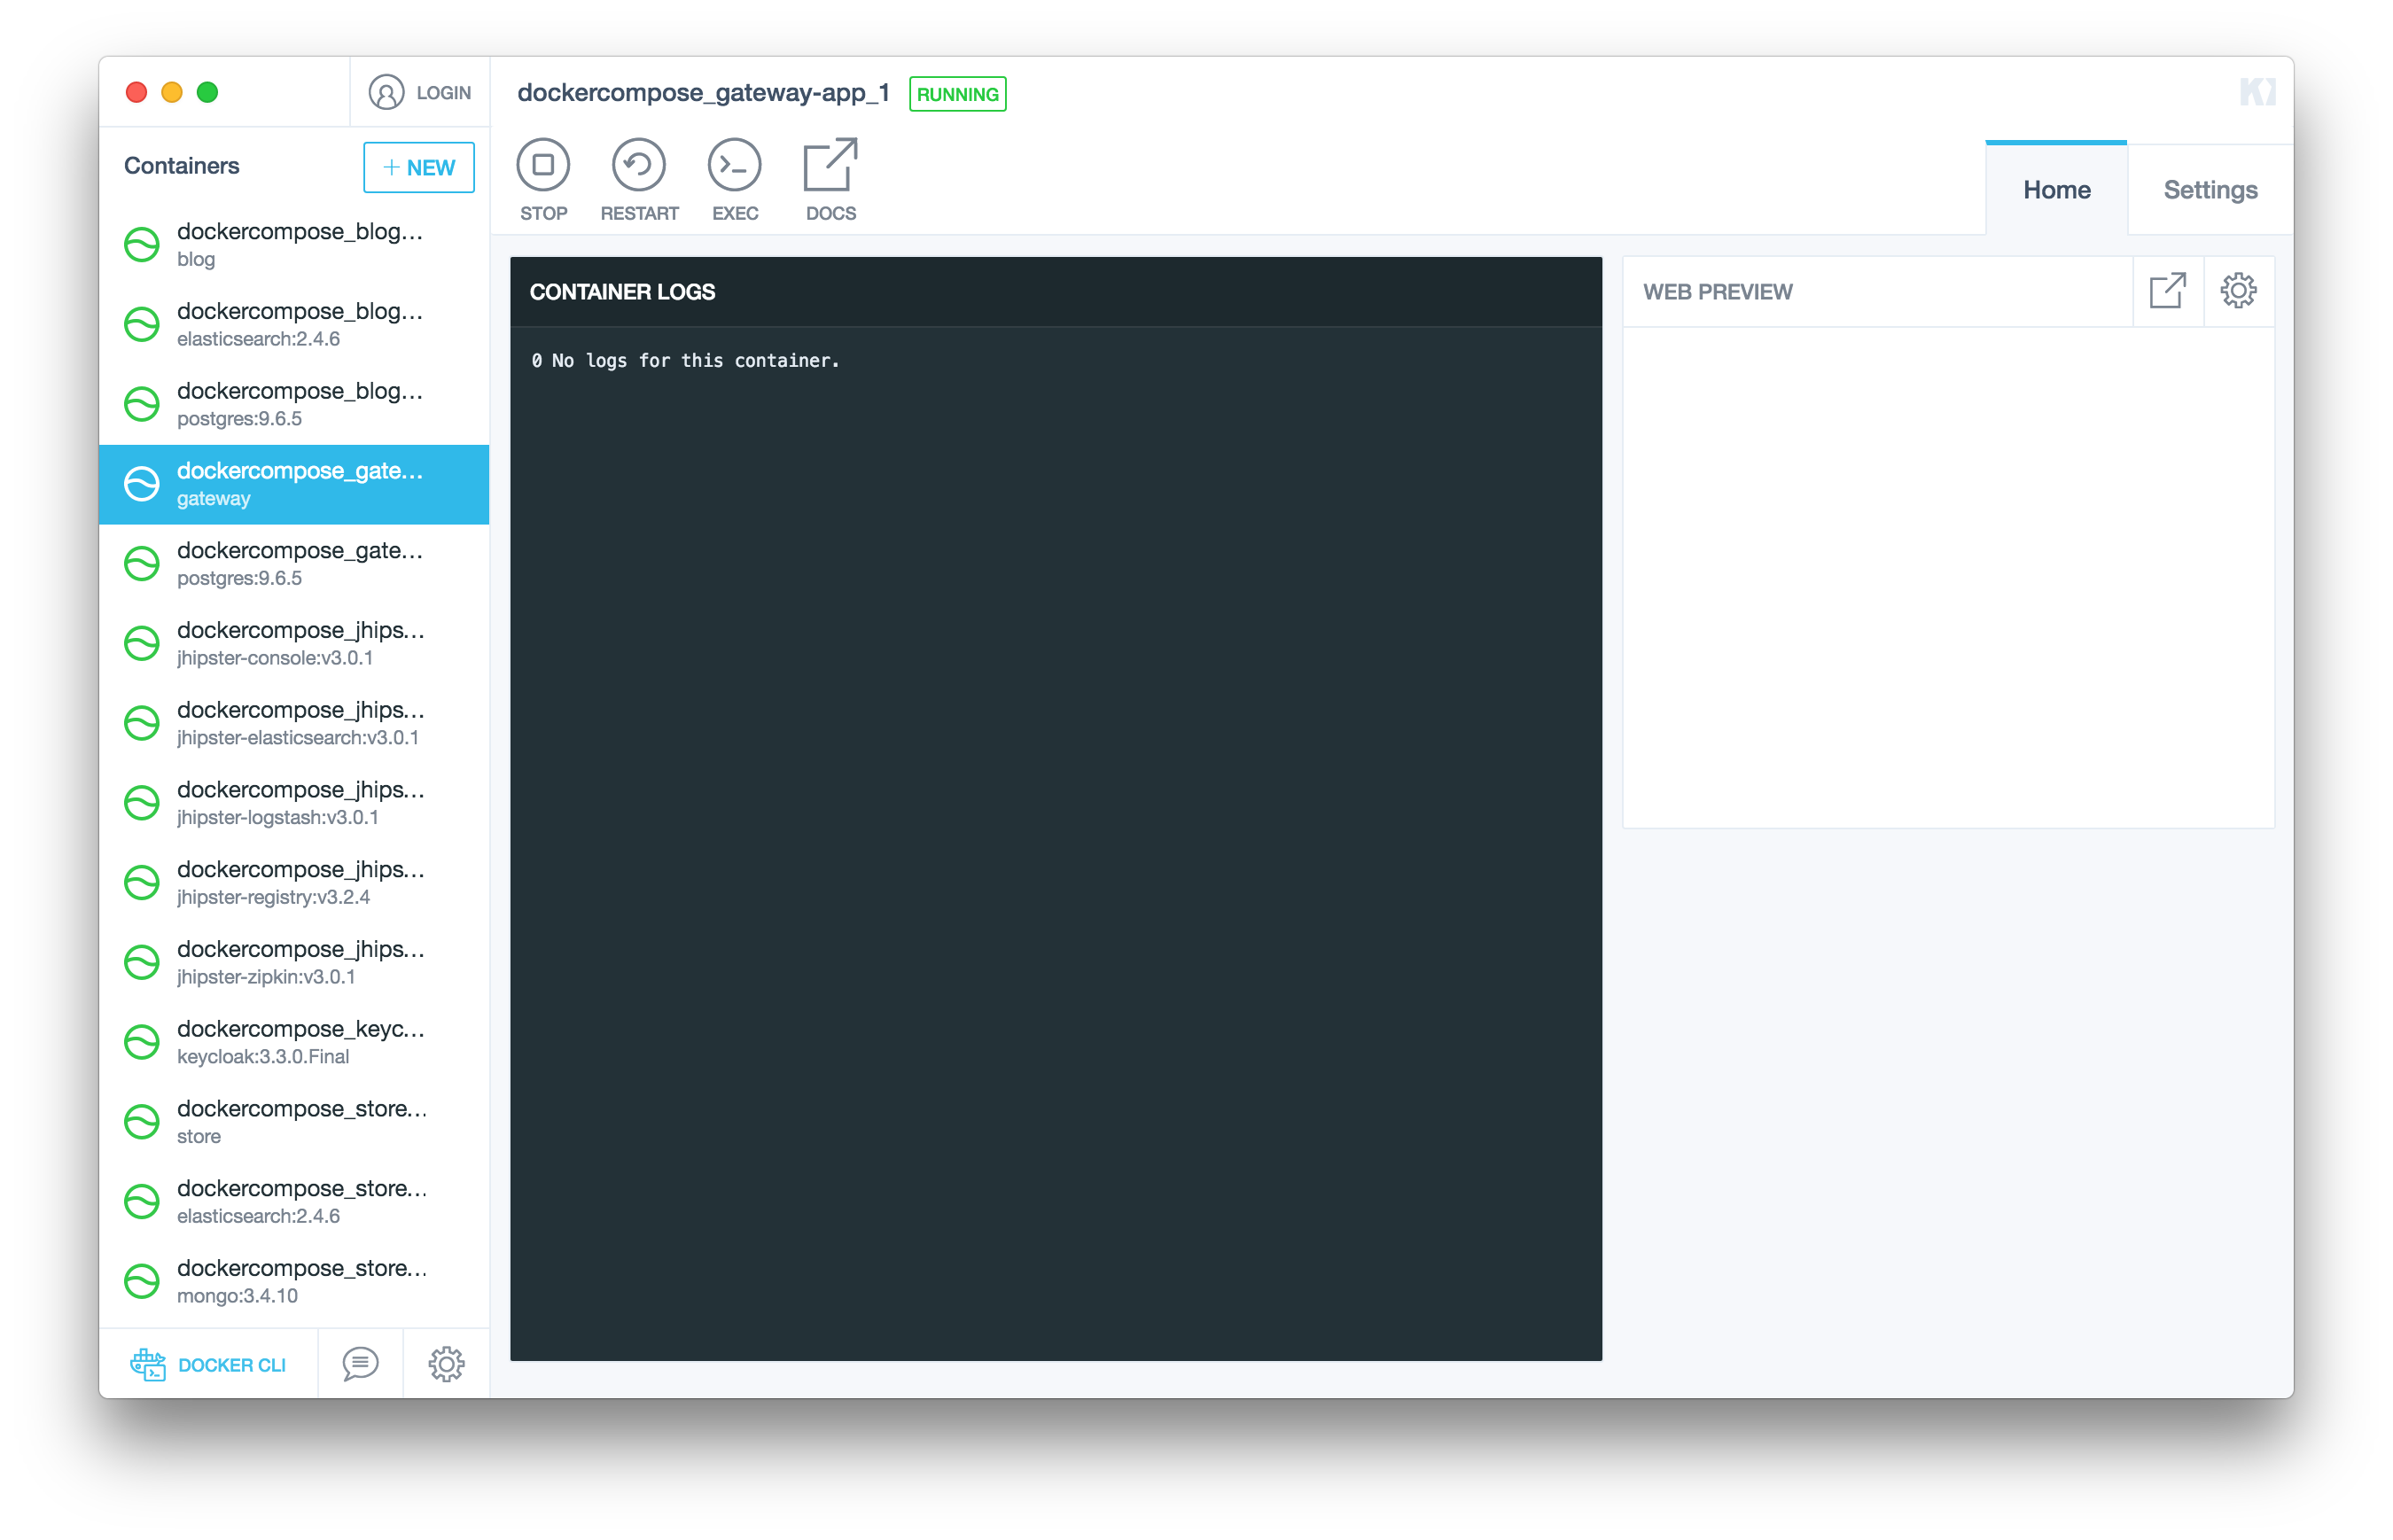 LOGIN
dockercompose_gateway-app_1
RUNNING
Containers
+ NEW
STOP
RESTART
EXEC
DOCS
Home
Settings
dockercompose_blog...
blog
dockercompose_blog...
elasticsearch:2.4.6
dockercompose_blog...
postgres:9.6.5
dockercompose_gate...
gateway
dockercompose_gate...
postgres:9.6.5
dockercompose_jhips...
jhipster-console:v3.0.1
dockercompose_jhips...
jhipster-elasticsearch:v3.0.1
dockercompose_jhips...
jhipster-logstash:v3.0.1
dockercompose_jhips...
jhipster-registry:v3.2.4
dockercompose_jhips...
jhipster-zipkin:v3.0.1
dockercompose_keyc...
keycloak:3.3.0.Final
dockercompose_store...
store
dockercompose_store...
elasticsearch:2.4.6
dockercompose_store...
mongo:3.4.10
DOCKER CLI
CONTAINER LOGS
0 No logs for this container.
WEB PREVIEW